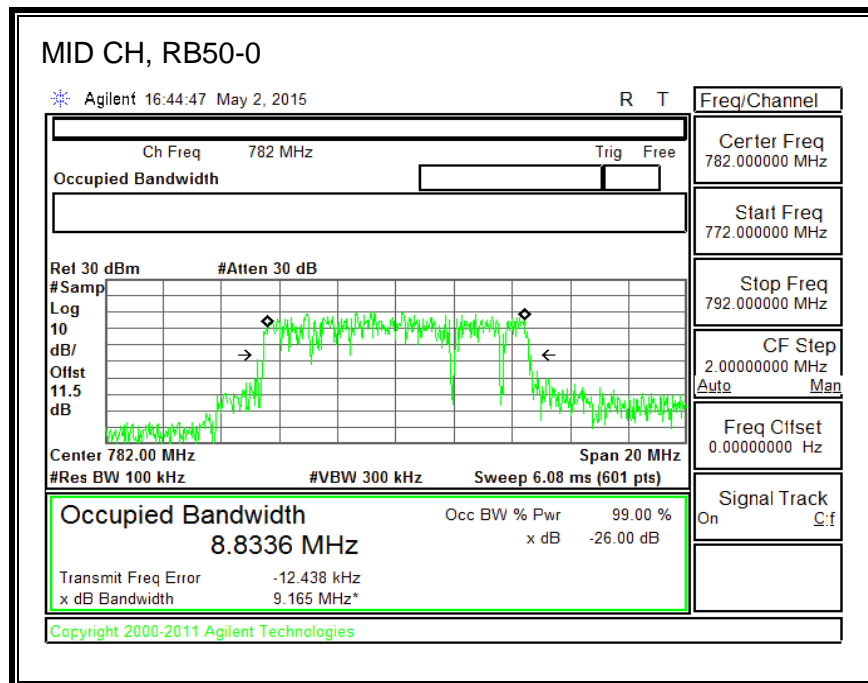 MID CH, RB50-0
Agilent 16:44:47 May 2, 2015 R T
Ch Freq 782 MHz Trig Free
Occupied Bandwidth
Ref 30 dBm #Atten 30 dB
#Samp
Log
10
dB/
Offst
11.5
dB
Center 782.00 MHz Span 20 MHz
#Res BW 100 kHz #VBW 300 kHz Sweep 6.08 ms (601 pts)
Occupied Bandwidth
8.8336 MHz
Occ BW % Pwr 99.00 %
x dB -26.00 dB
Transmit Freq Error -12.438 kHz
x dB Bandwidth 9.165 MHz*
Copyright 2000-2011 Agilent Technologies
Freq/Channel
Center Freq
782.000000 MHz
Start Freq
772.000000 MHz
Stop Freq
792.000000 MHz
CF Step
2.00000000 MHz
Auto Man
Freq Offset
0.00000000 Hz
Signal Track
On Off